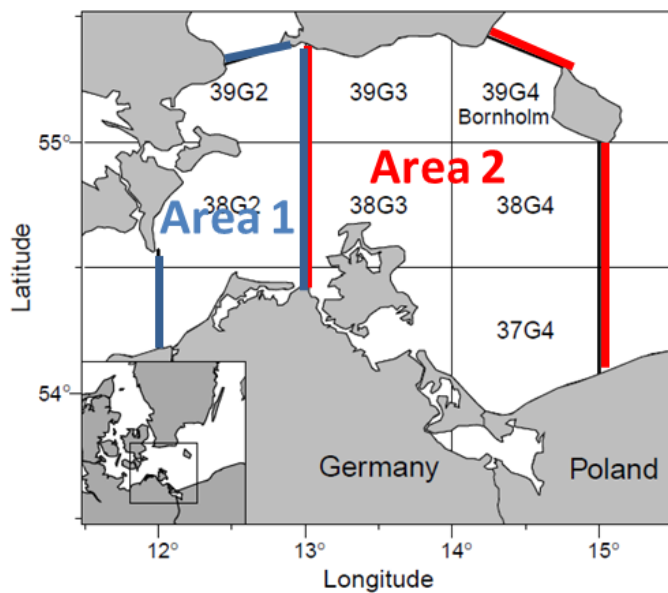 39G2
39G3
39G4
Bornholm
55°
Area 1
38G2
Area 2
38G3
38G4
Latitude
37G4
54°
Germany
Poland
12°
13°
14°
15°
Longitude